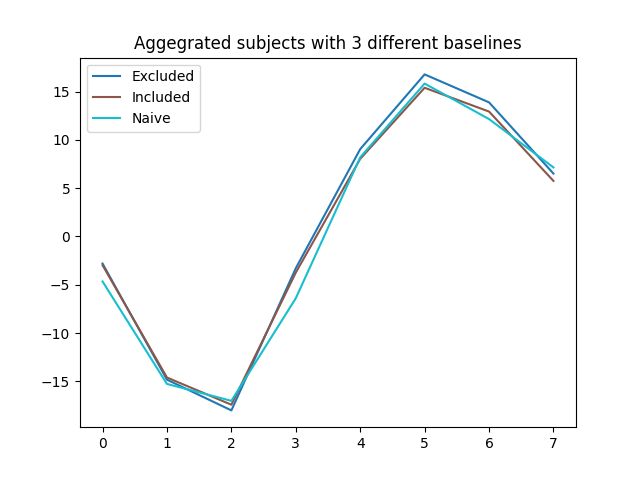 Aggegrated subjects with 3 different baselines
Excluded
Included
Naive
15
10
5
0
−5
−10
−15
0 1 2 3 4 5 6 7